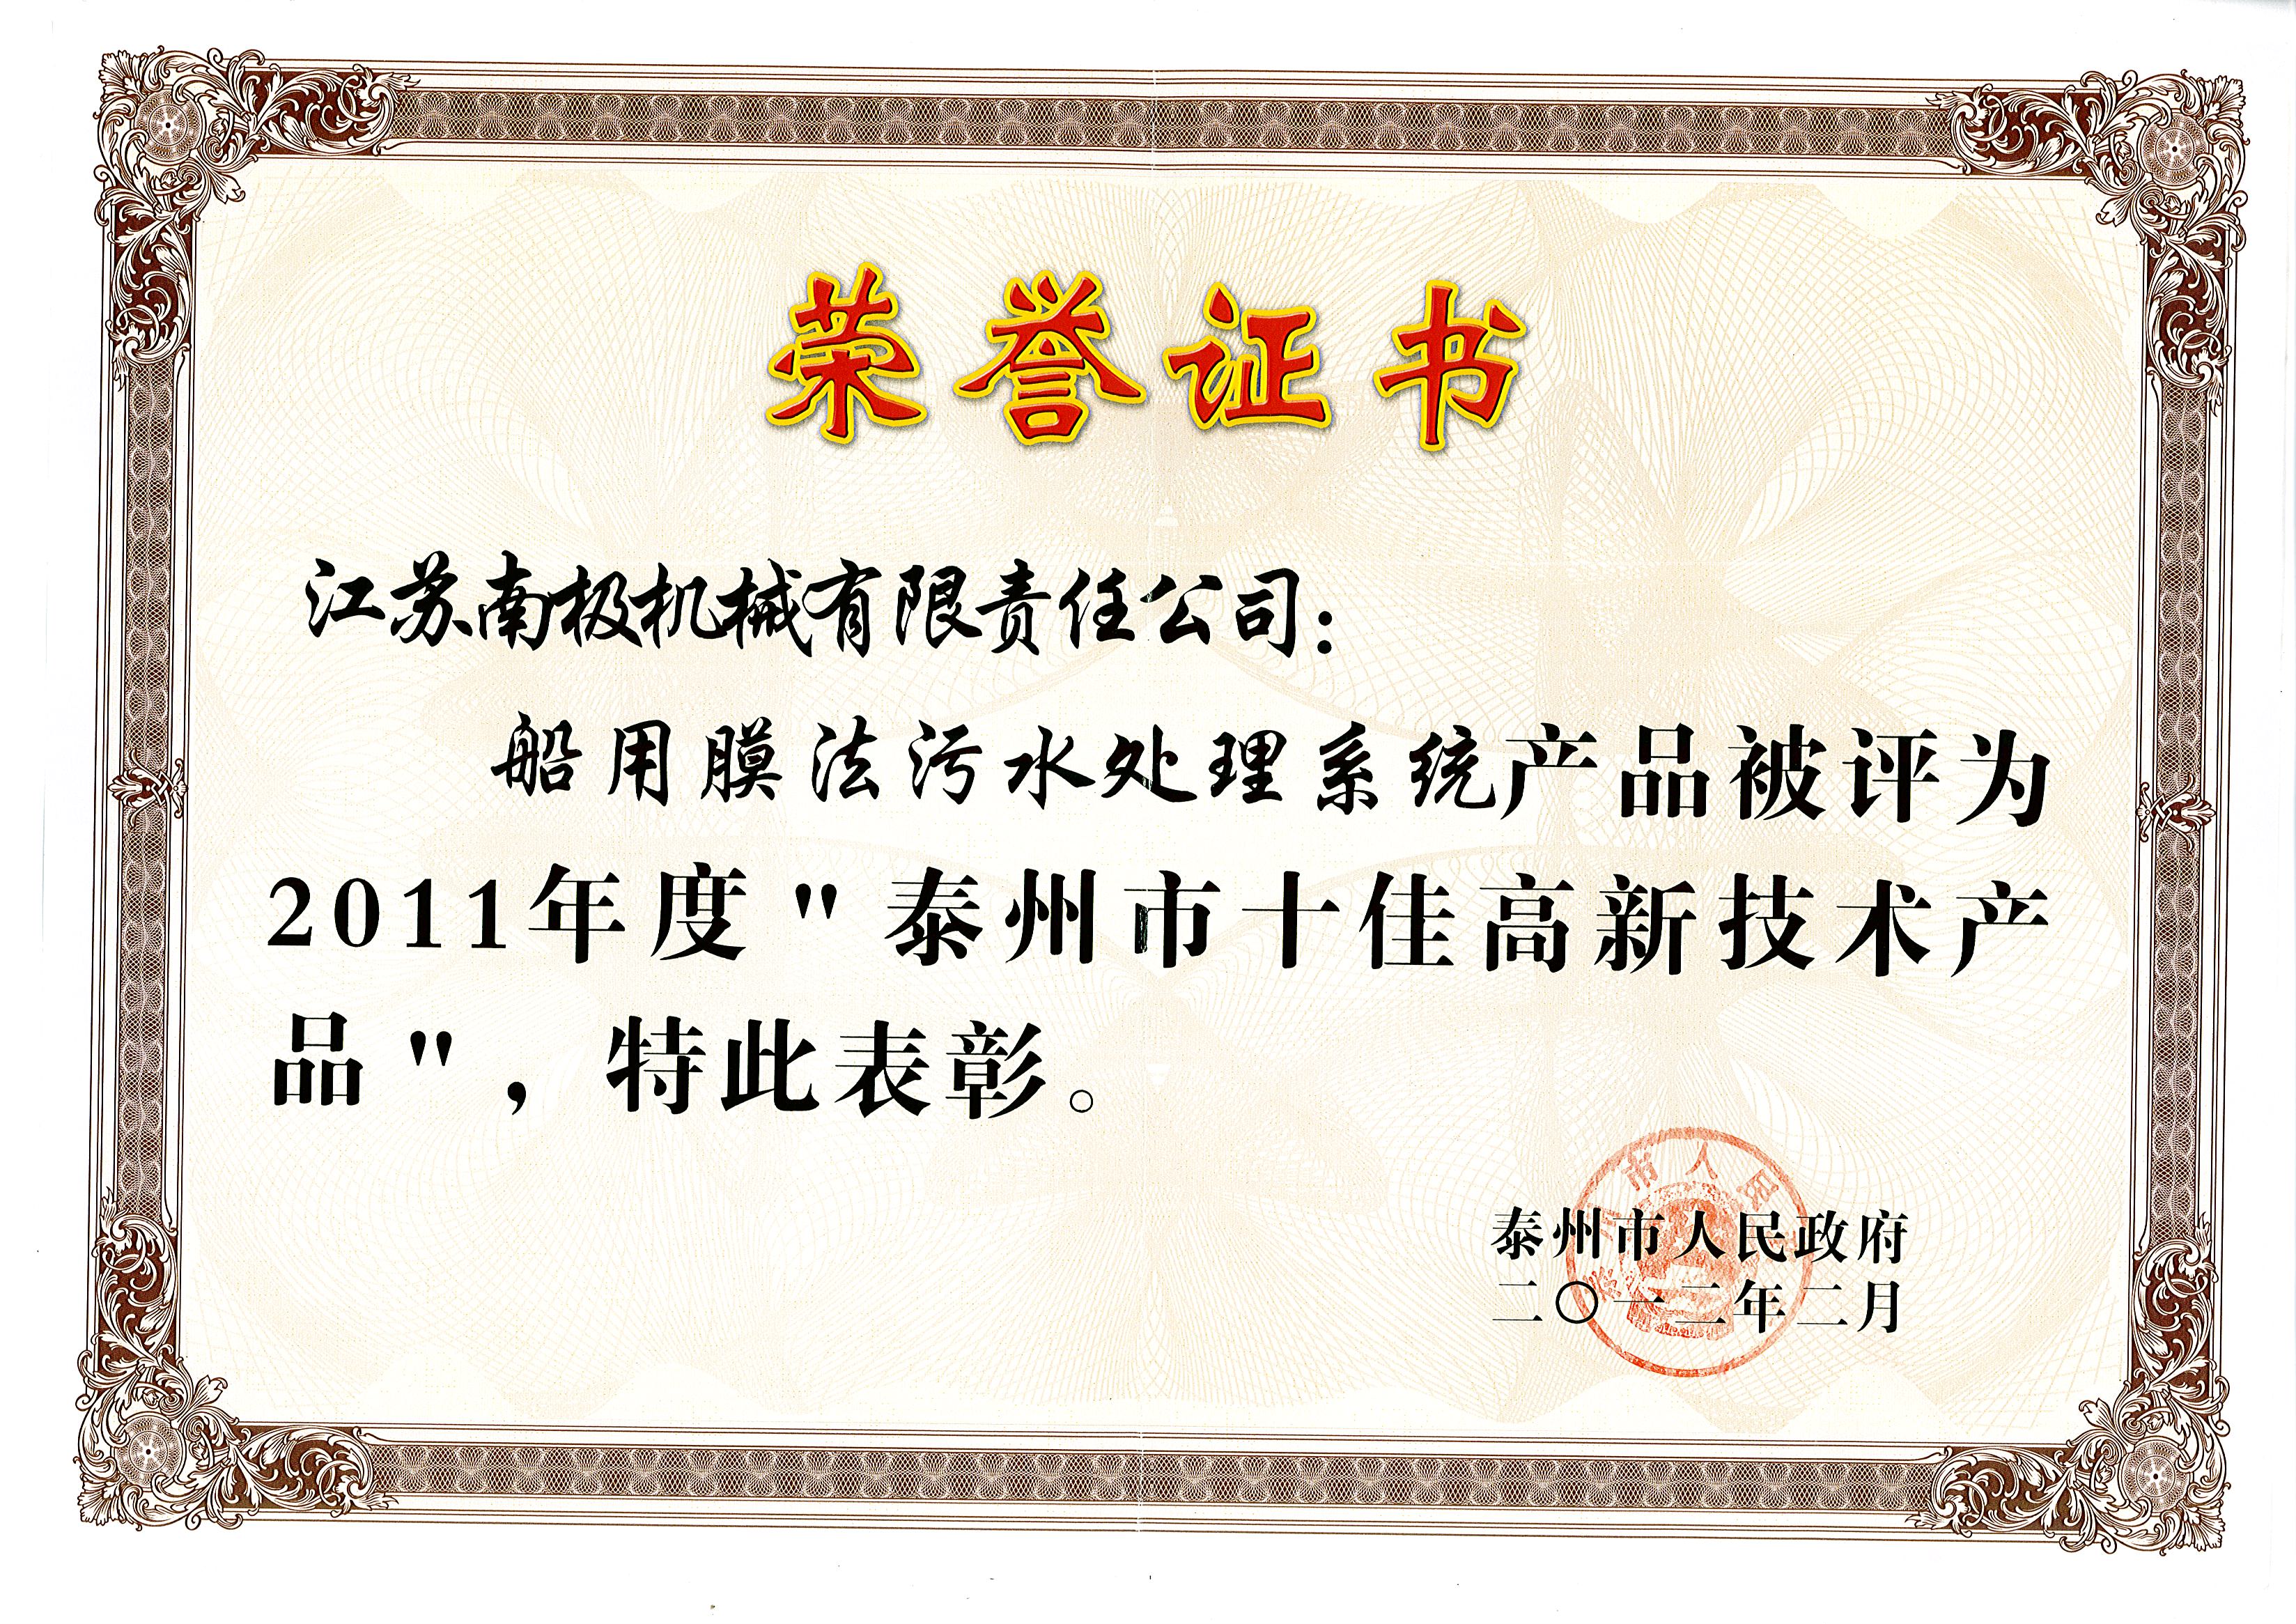 荣誉证书
江苏南极机械有限责任公司：
船用膜法污水处理系统产品被评为
2011年度"泰州市十佳高新技术产
品"，特此表彰。
市人民
泰州市人民政府
二〇一二年二月